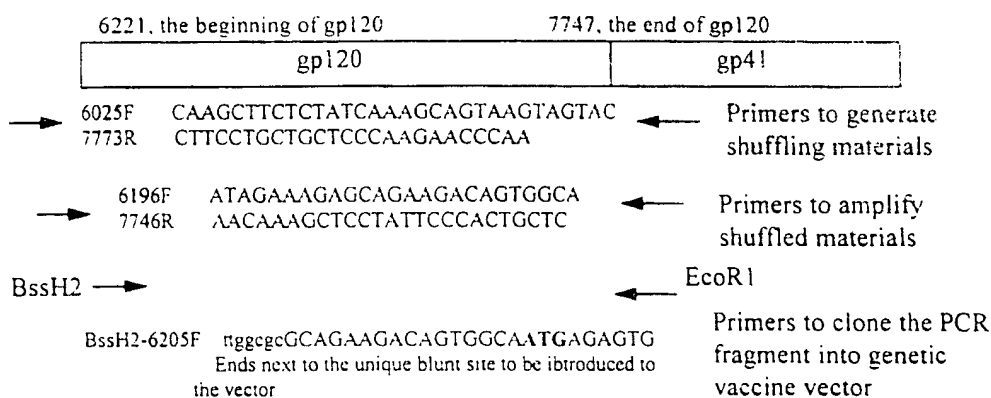 6221, the beginning of gp120 7747, the end of gp120
gp120 gp41
6025F CAAGCTTCTCTATCAAAGCAGTAAGTAGTAC
7773R CTTCCTGCTGCTCCCAAGAACCCAA
Primers to generate
shuffling materials
6196F ATAGAAAGAGCAGAAGACAGTGGCA
7746R AACAAAGCTCCTATTCCCACTGCTC
Primers to amplify
shuffled materials
BssH2
EcoR1
BssH2-6205F nggcgcGCAGAAGACAGTGGCAATGAGAGTG
Ends next to the unique blunt site to be ibtroduced to
the vector
Primers to clone the PCR
fragment into genetic
vaccine vector